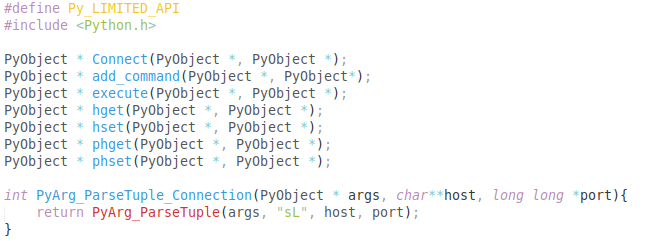 #define Py_LIMITED_API
#include <Python.h>

PyObject * Connect(PyObject *, PyObject *);
PyObject * add_command(PyObject *, PyObject*);
PyObject * execute(PyObject *, PyObject *);
PyObject * hget(PyObject *, PyObject *);
PyObject * hset(PyObject *, PyObject *);
PyObject * phget(PyObject *, PyObject *);
PyObject * phset(PyObject *, PyObject *);

int PyArg_ParseTuple_Connection(PyObject * args, char**host, long long *port){
    return PyArg_ParseTuple(args, "sL", host, port);
}